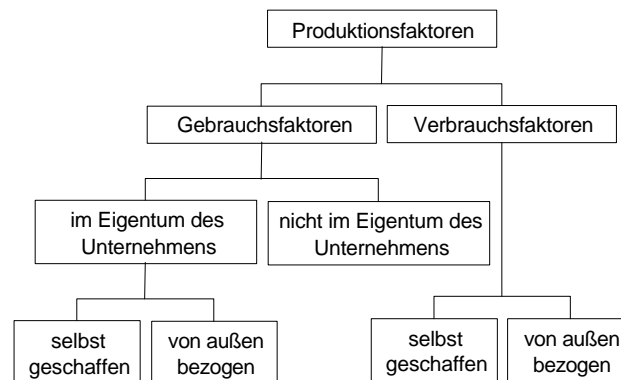 Produktionsfaktoren
Gebrauchsfaktoren
Verbrauchsfaktoren
im Eigentum des
Unternehmens
nicht im Eigentum des
Unternehmens
selbst
geschaffen
von außen
bezogen
selbst
geschaffen
von außen
bezogen